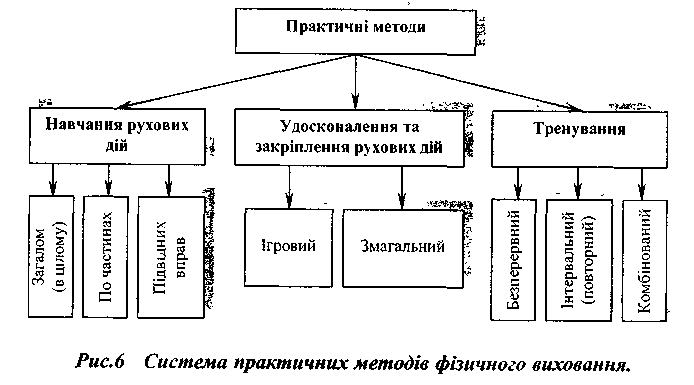 Практичні методи
Навчання рухових
дій
Удосконалення та
закріплення рухових дій
Тренування
Загалом
(в цілому)
По частинах
Підвідних
вправ
Ігровий
Змагальний
Безперервний
Інтервальний
(повторний)
Комбінований
Рис.6 Система практичних методів фізичного виховання.